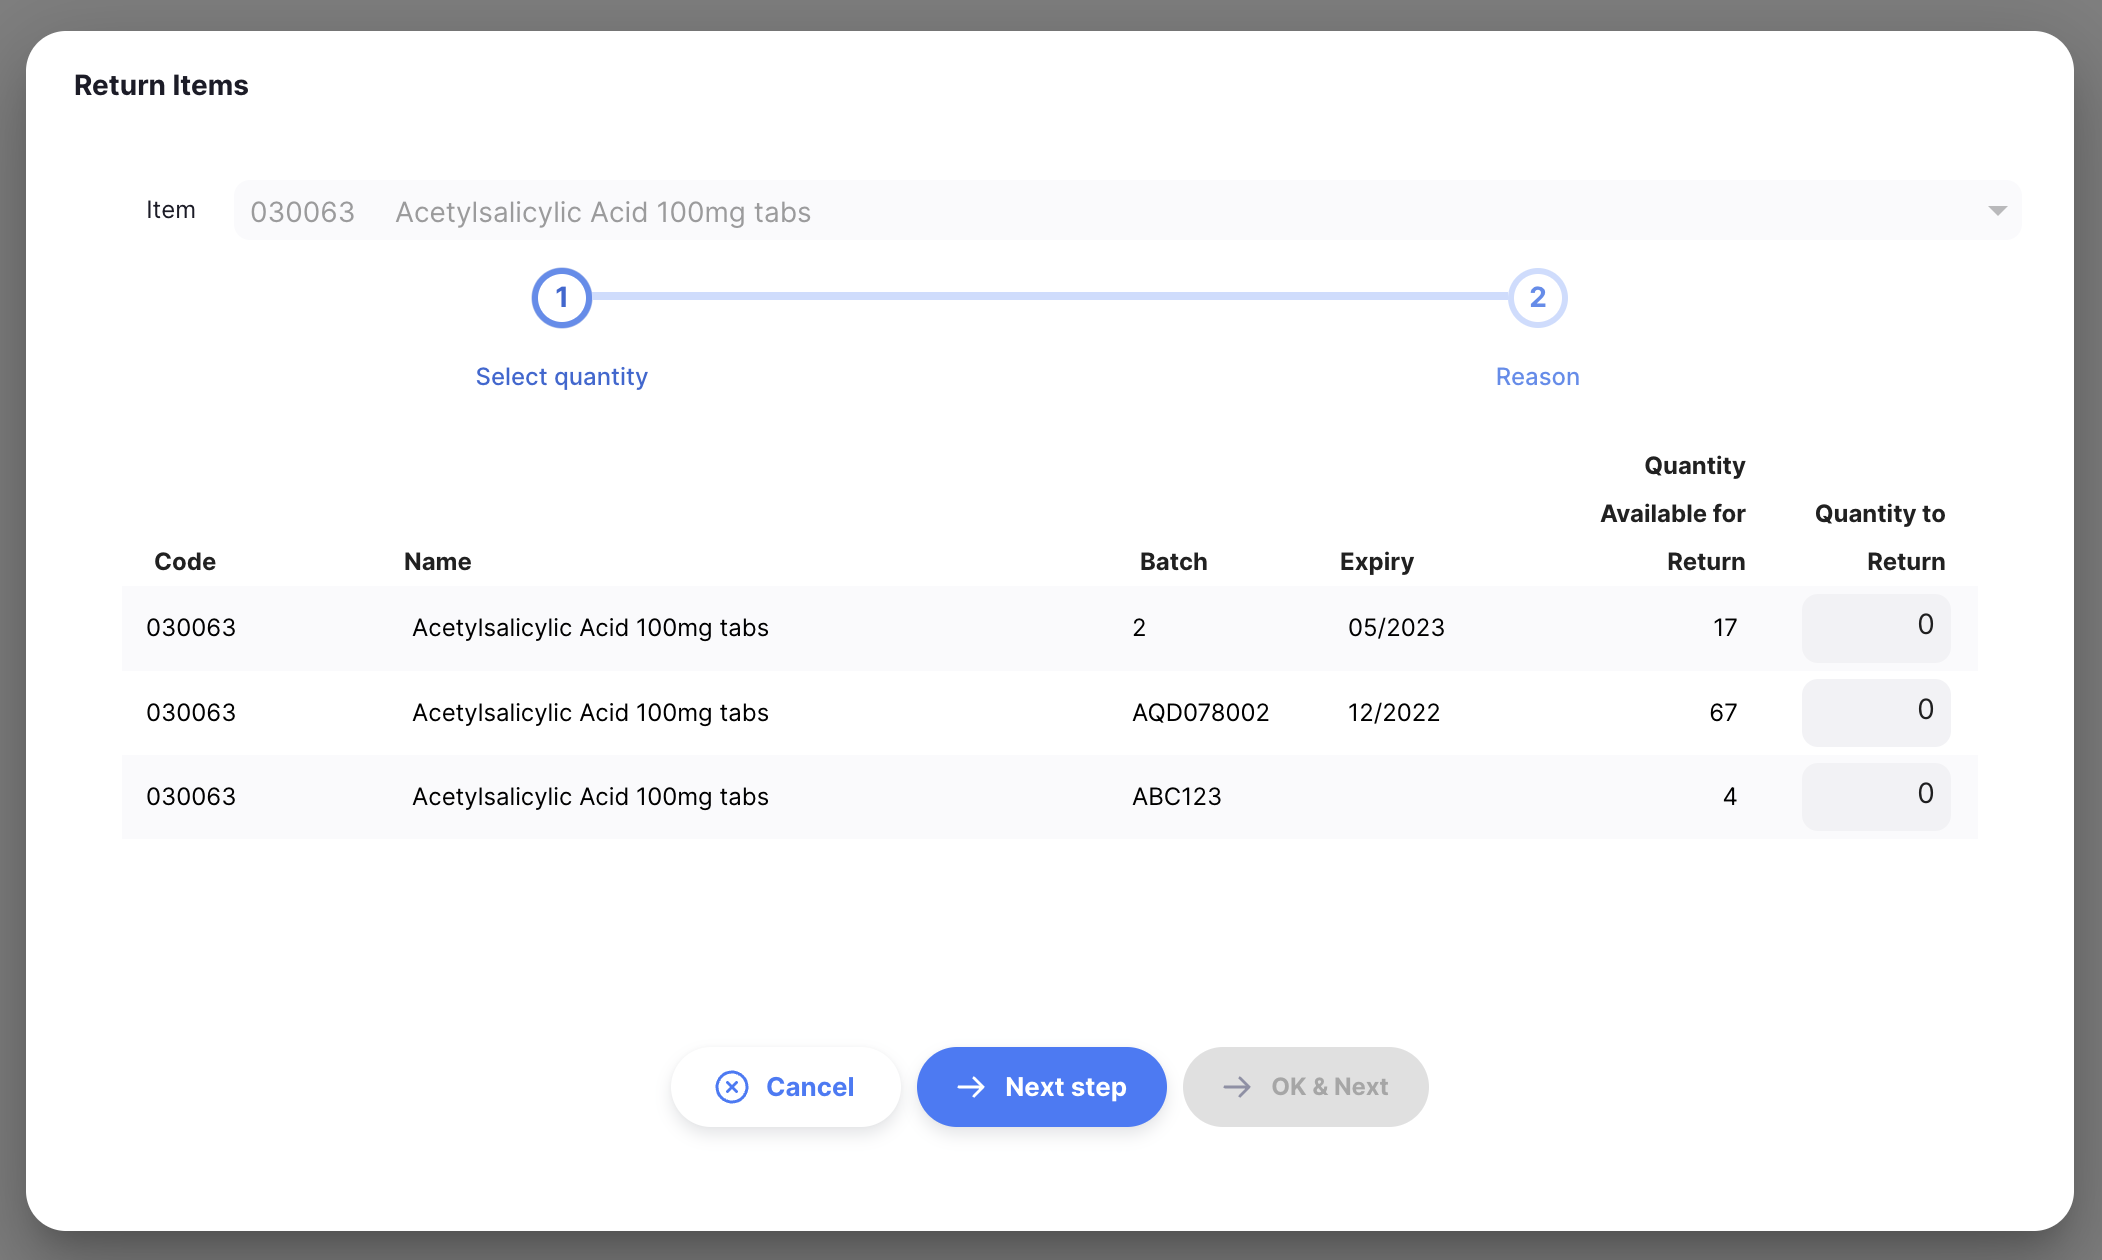 Return Items
Item 030063 Acetylsalicylic Acid 100mg tabs
1 2
Select quantity Reason
Quantity
Available for Quantity to
Code Name Batch Expiry Return Return
030063 Acetylsalicylic Acid 100mg tabs 2 05/2023 17 0
030063 Acetylsalicylic Acid 100mg tabs AQD078002 12/2022 67 0
030063 Acetylsalicylic Acid 100mg tabs ABC123 4 0
Cancel Next step OK & Next